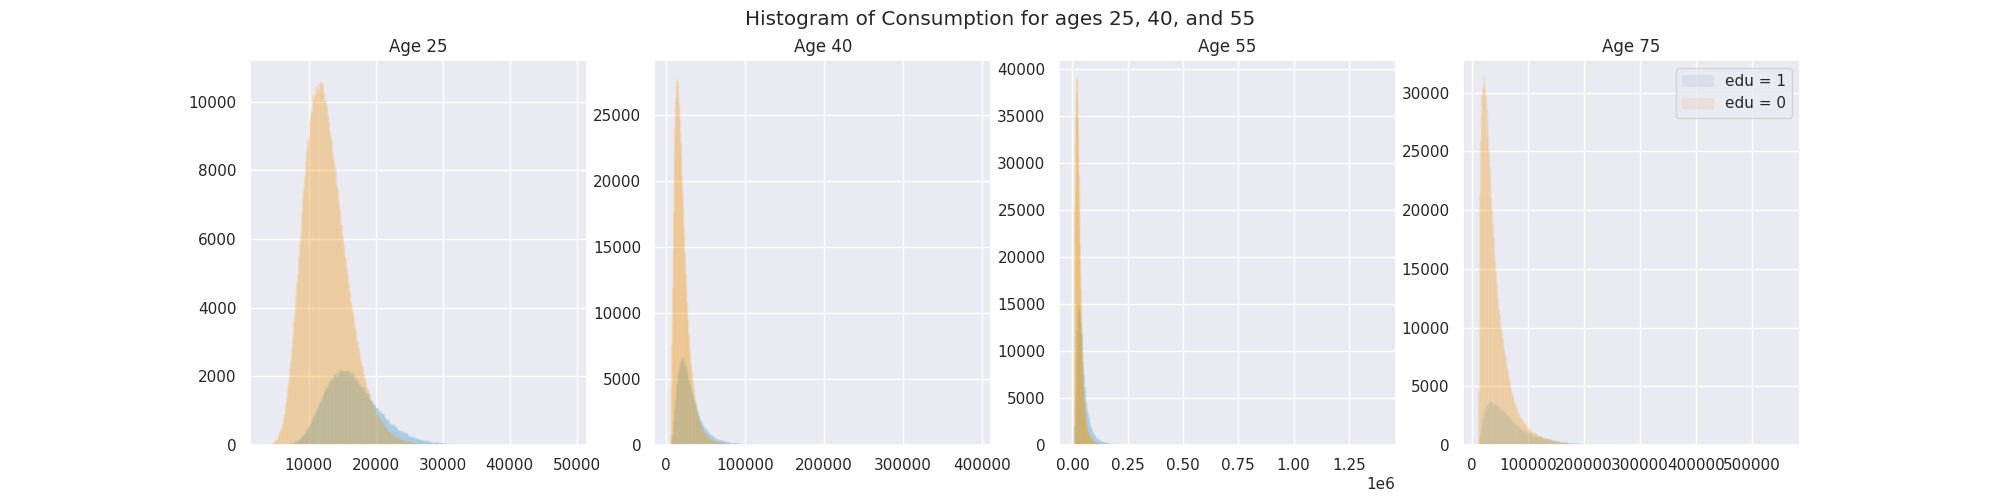 Histogram of Consumption for ages 25, 40, and 55
Age 25
10000
8000
6000
4000
2000
0
10000 20000 30000 40000 50000
Age 40
25000
20000
15000
10000
5000
0
0 100000 200000 300000 400000
Age 55
40000
35000
30000
25000
20000
15000
10000
5000
0
0.00 0.25 0.50 0.75 1.00 1.25
1e6
Age 75
edu = 1
edu = 0
30000
25000
20000
15000
10000
5000
0
0 100000 200000 300000 400000 500000